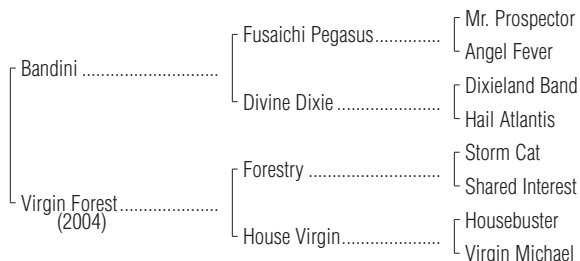 Mr. Prospector
Fusaichi Pegasus..............
Angel Fever
Bandini .............................
Dixieland Band
Divine Dixie ......................
Hail Atlantis
Storm Cat
Forestry ............................
Shared Interest
Virgin Forest.....................
(2004)
Housebuster
House Virgin.....................
Virgin Michael